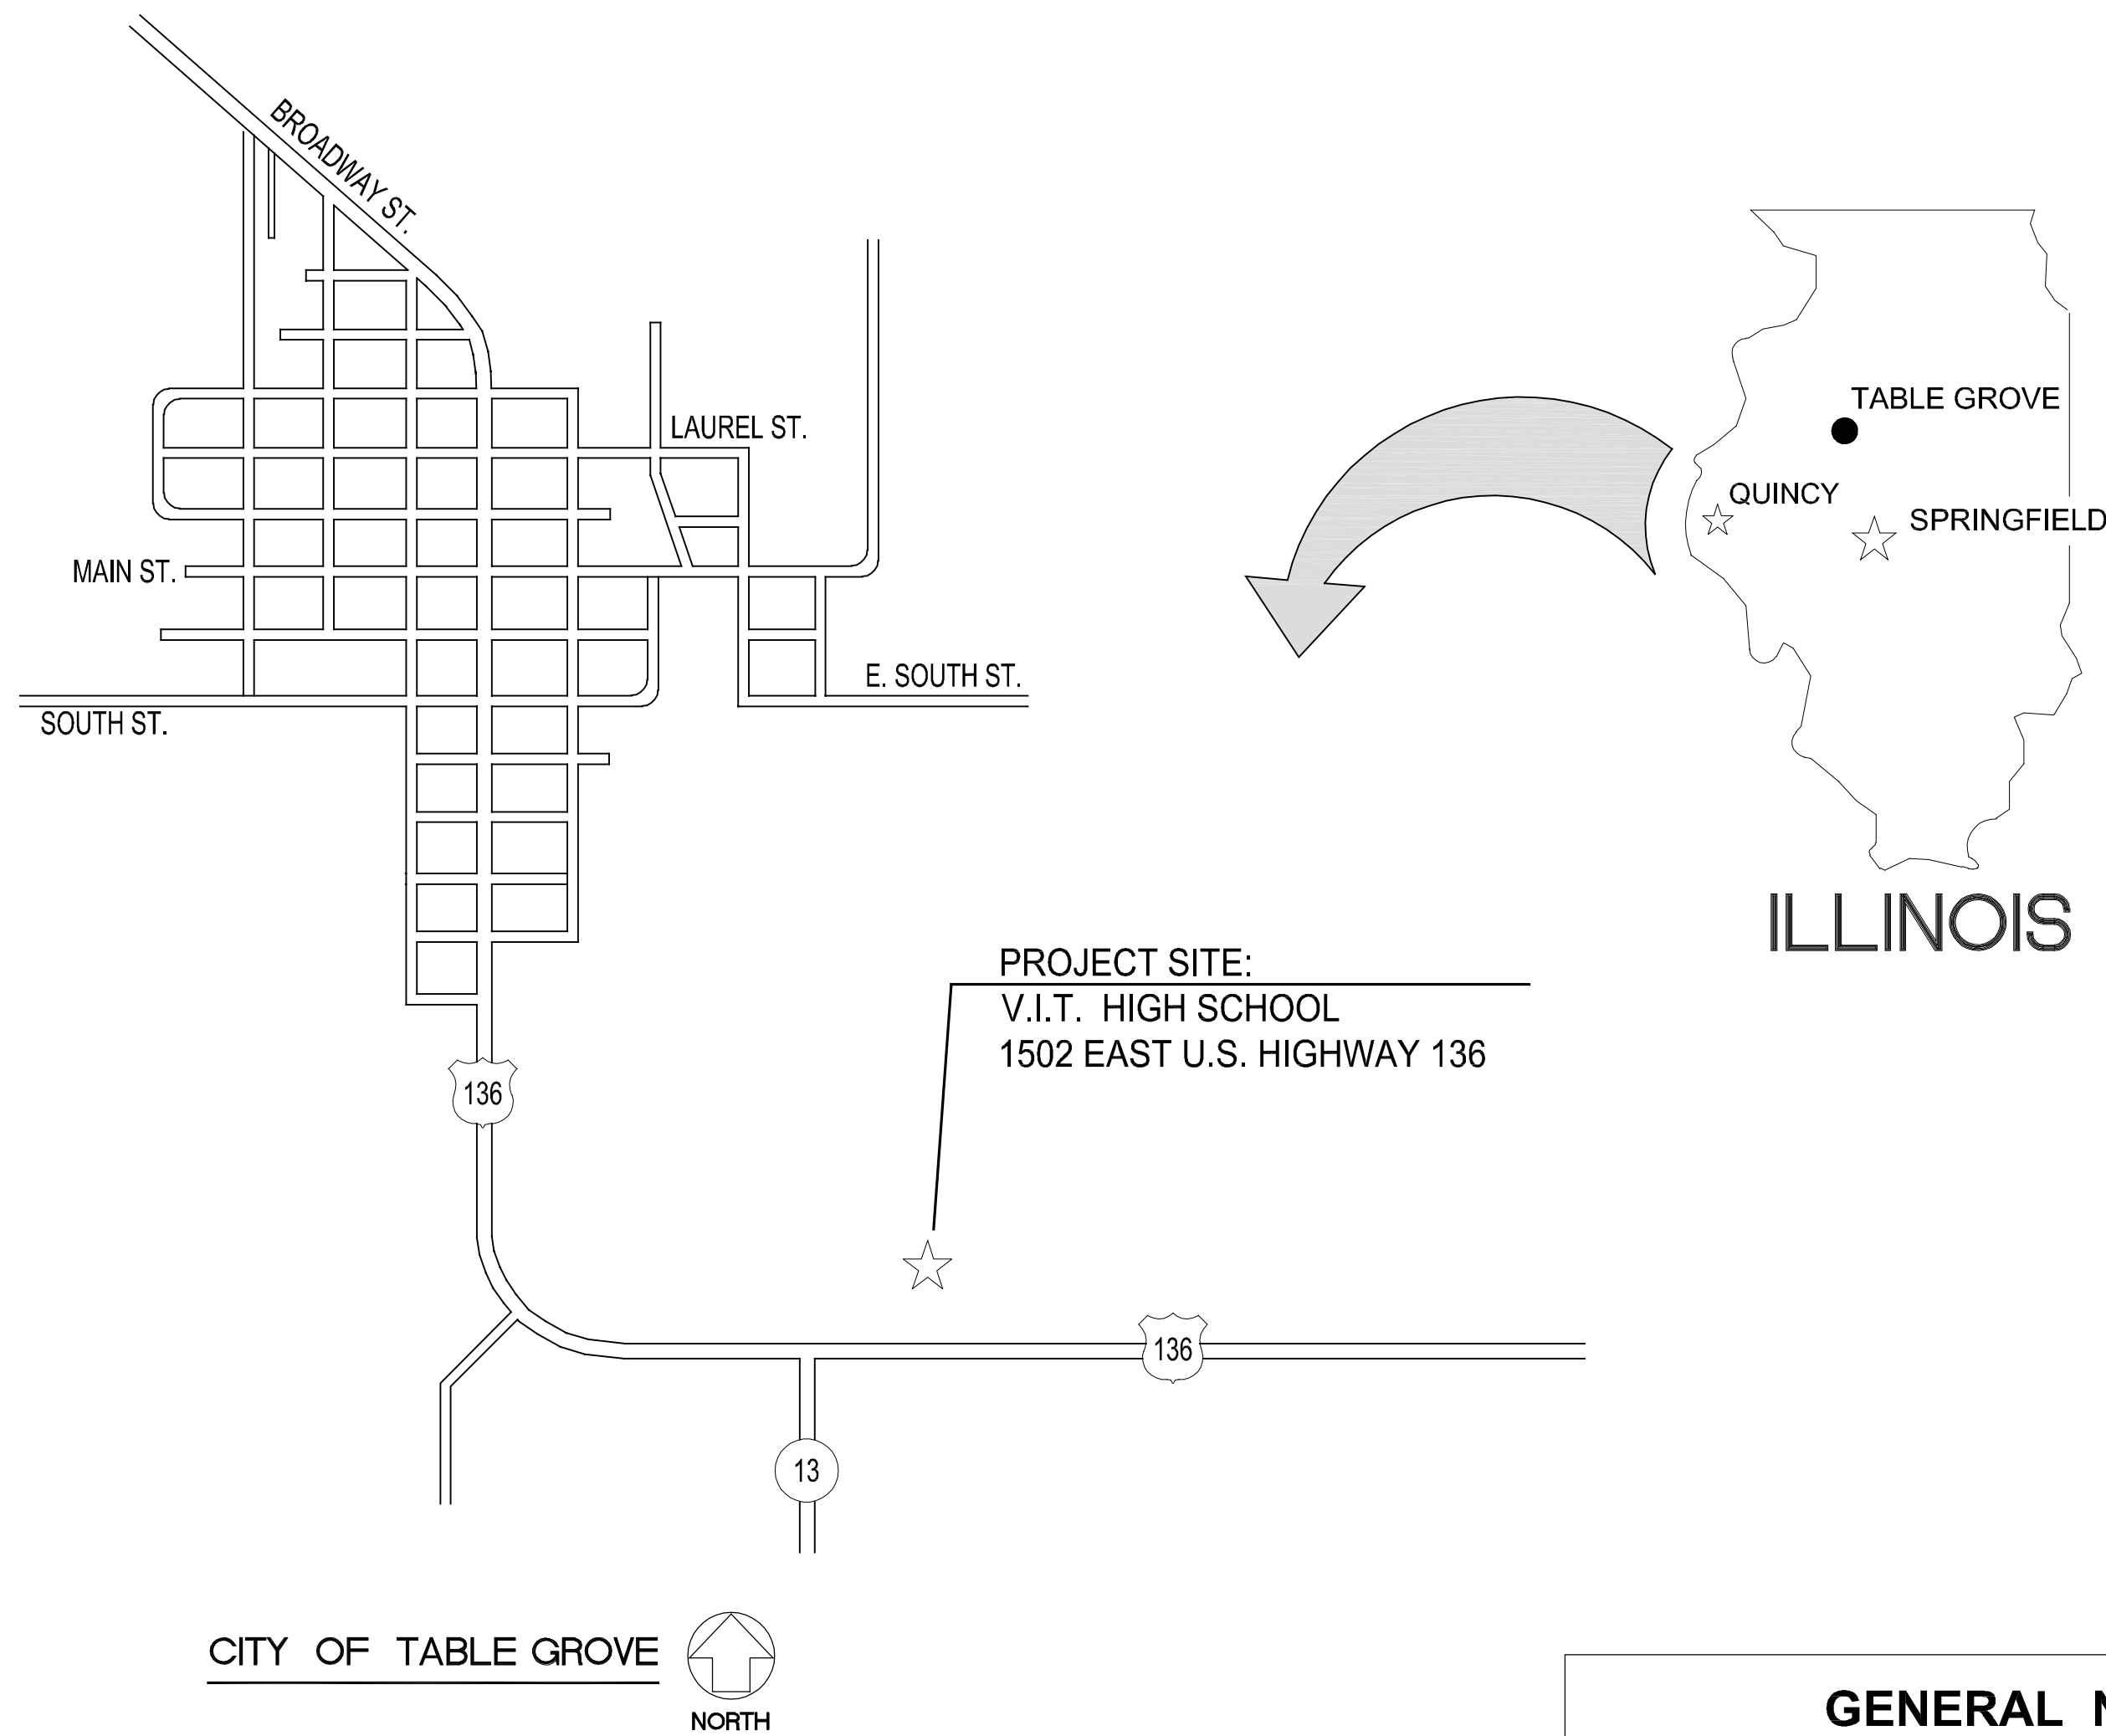 BROADWAY ST.
LAUREL ST.
MAIN ST.
E. SOUTH ST.
SOUTH ST.
TABLE GROVE
QUINCY
SPRINGFIELD
ILLINOIS
PROJECT SITE:
V.I.T. HIGH SCHOOL
1502 EAST U.S. HIGHWAY 136
136
136
13
CITY OF TABLE GROVE
NORTH
GENERAL